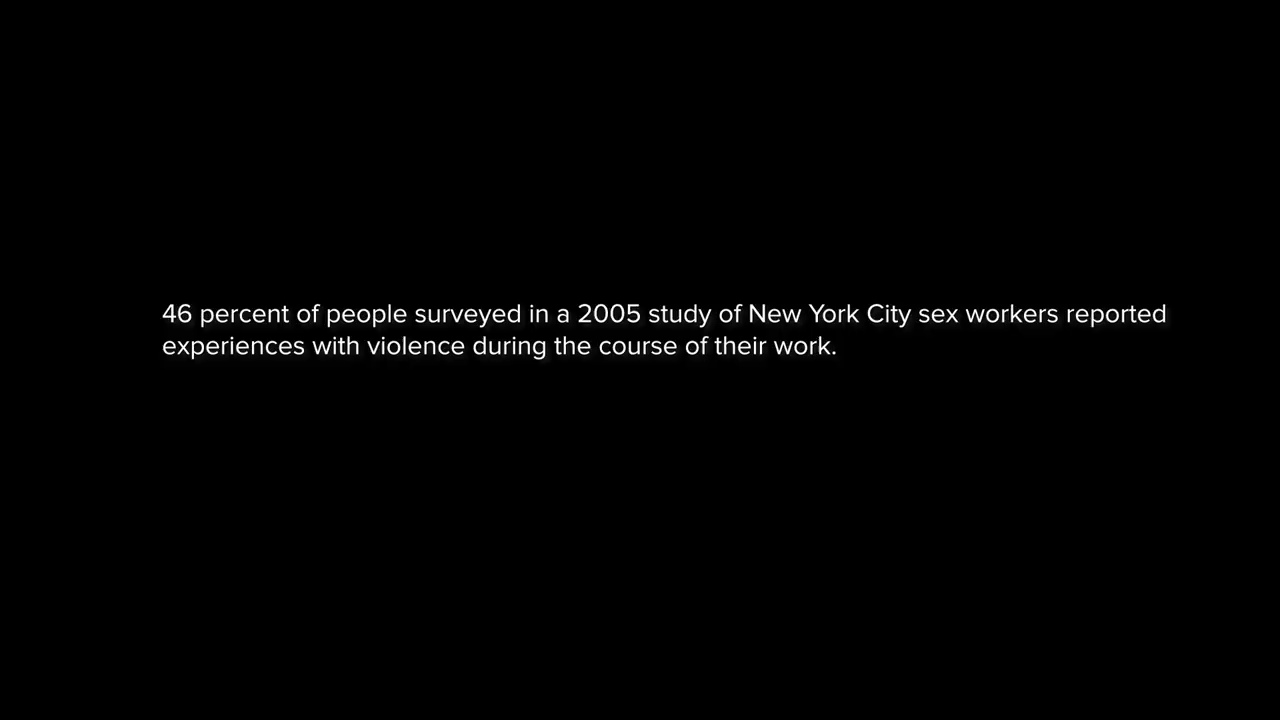 46 percent of people surveyed in a 2005 study of New York City sex workers reported
experiences with violence during the course of their work.